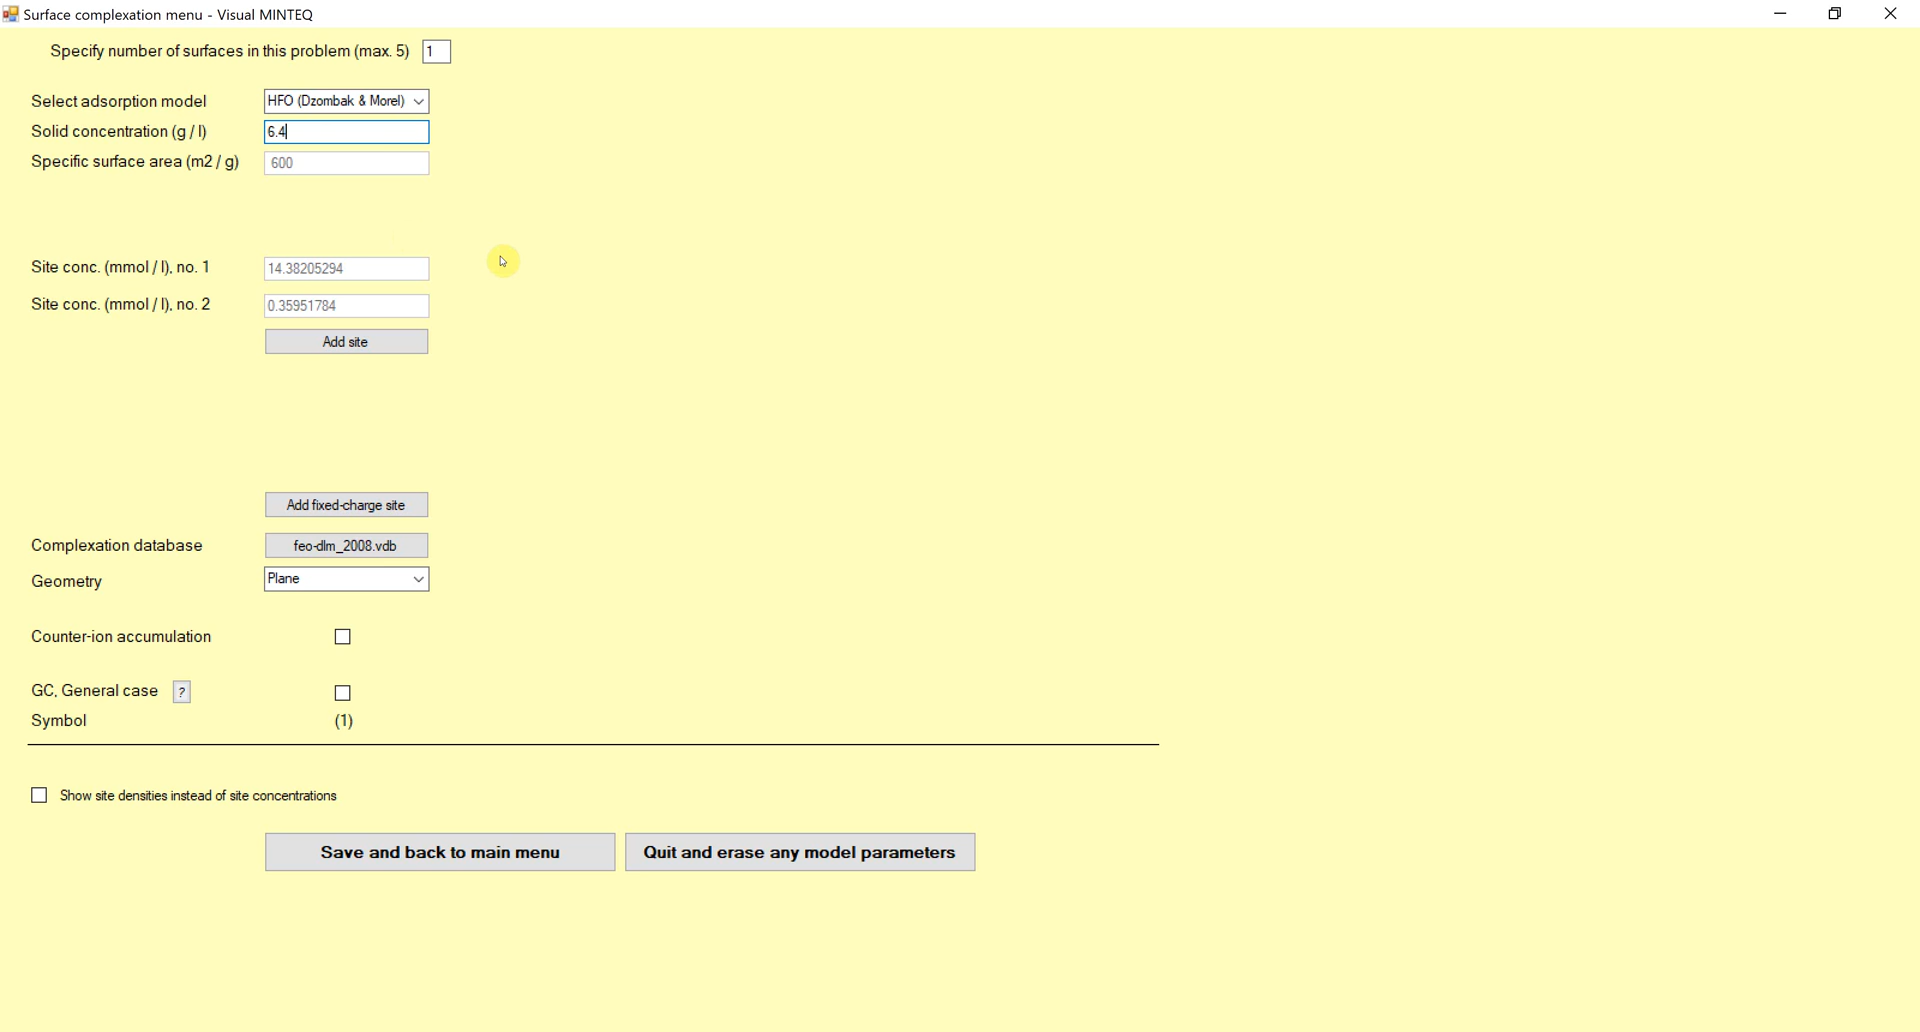 Surface complexation menu - Visual MINTEQ
Specify number of surfaces in this problem (max. 5) 1
Select adsorption model HFO (Dzombak & Morel)
Solid concentration (g / l) 6.4
Specific surface area (m2 / g) 600
Site conc. (mmol / l), no. 1 14.38205294
Site conc. (mmol / l), no. 2 0.35951784
Add site
Add fixed-charge site
Complexation database feo-dlm_2008.vdb
Geometry Plane
Counter-ion accumulation
GC, General case ?
Symbol (1)
Show site densities instead of site concentrations
Save and back to main menu Quit and erase any model parameters